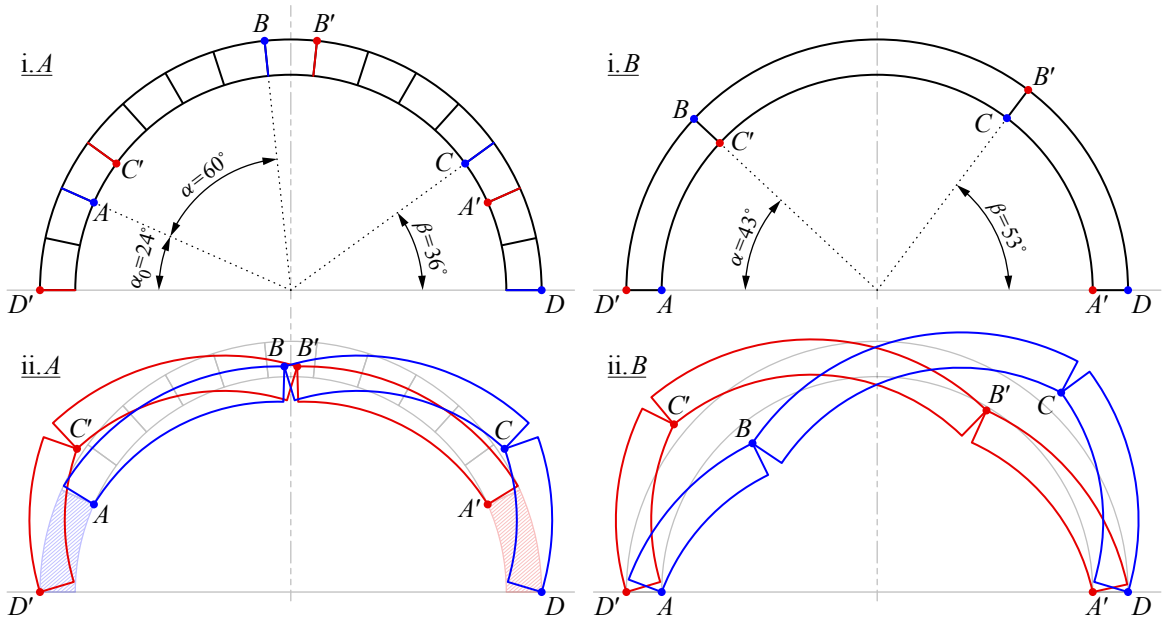 i.A
B B′
C′
A
α=60°
α₀=24°
C
A′
β=36°
D′ D
i.B
B′
B
C′
C
α=43°
β=53°
D′ A A′ D
ii.A
B B′
C′ C
A A′
D′ D
ii.B
C′ B B′ C
D′ A A′ D